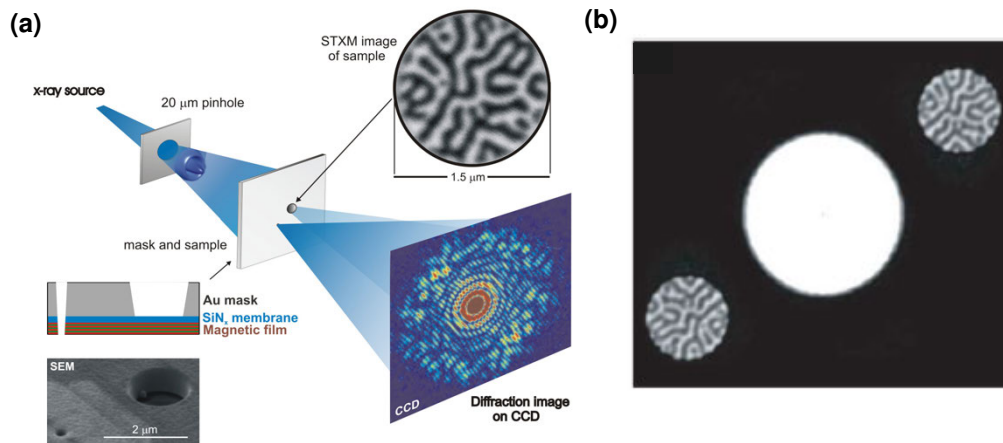 (a)
STXM image
of sample
x-ray source
20 μm pinhole
1.5 μm
mask and sample
Au mask
SiNx membrane
Magnetic film
SEM
2 μm
CCD
Diffraction image
on CCD
(b)